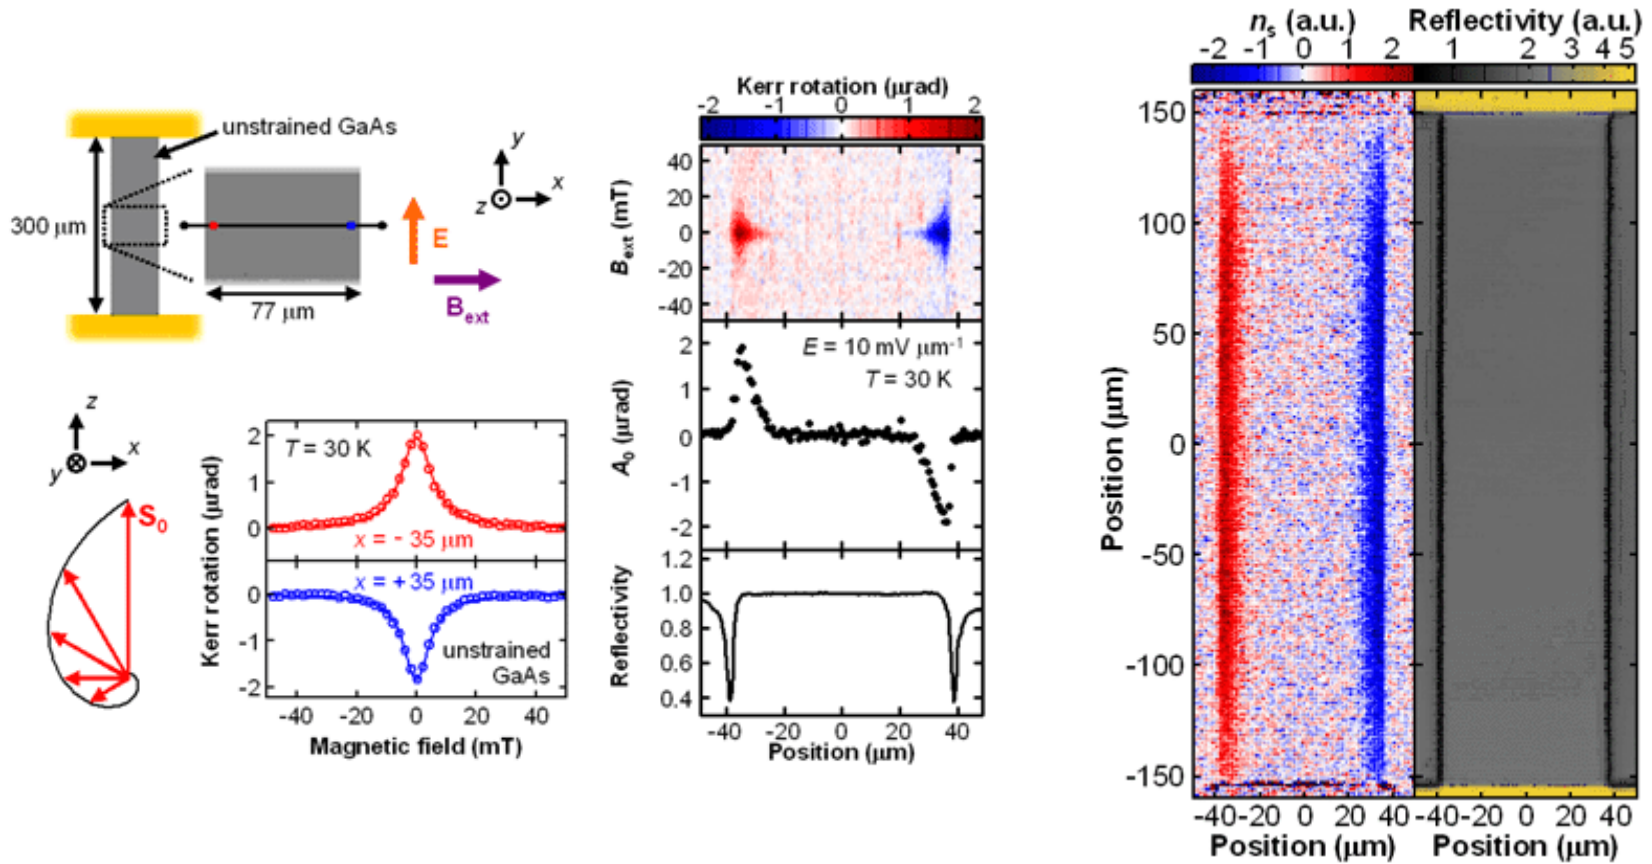 unstrained GaAs
300 μm
77 μm
y
x
z
E
B_ext
z
x
y
S_0
T = 30 K
x = - 35 μm
x = + 35 μm
unstrained
GaAs
Kerr rotation (μrad)
2
1
0
0
-1
-2
-40 -20 0 20 40
Magnetic field (mT)
Kerr rotation (μrad)
-2 -1 0 1 2
B_ext (mT)
40
20
0
-20
-40
E = 10 mV μm⁻¹
T = 30 K
A_0 (μrad)
2
1
0
-1
-2
Reflectivity
1.2
1.0
0.8
0.6
0.4
-40 -20 0 20 40
Position (μm)
n_s (a.u.) Reflectivity (a.u.)
-2 -1 0 1 2 1 2 3 4 5
Position (μm)
150
100
50
0
-50
-100
-150
-40 -20 0 20 40 -40 -20 0 20 40
Position (μm) Position (μm)